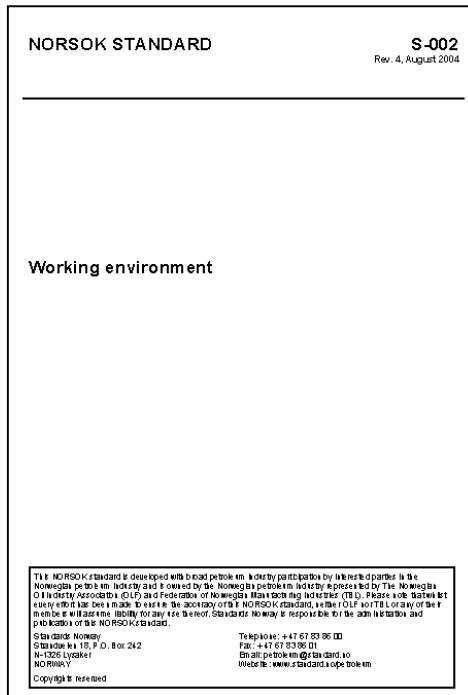 NORSOK STANDARD
S-002
Rev. 4, August 2004
Working environment
This NORSOK standard is developed with broad petroleum industry participation by interested parties in the
Norwegian petroleum industry and is owned by the Norwegian petroleum industry represented by The Norwegian
Oil Industry Association (OLF) and Federation of Norwegian Manufacturing Industries (TBL). Please note that whilst
every effort has been made to ensure the accuracy of this NORSOK standard, neither OLF nor TBL or any of their
members will assume liability for any use thereof. Standards Norway is responsible for the administration and
publication of this NORSOK standard.
Standards Norway
Strandveien 18, P.O. Box 242
N-1326 Lysaker
NORWAY
Telephone: +47 67 83 86 00
Fax: +47 67 83 86 01
Email: petroleum@standard.no
Website: www.standard.no/petroleum
Copyrights reserved